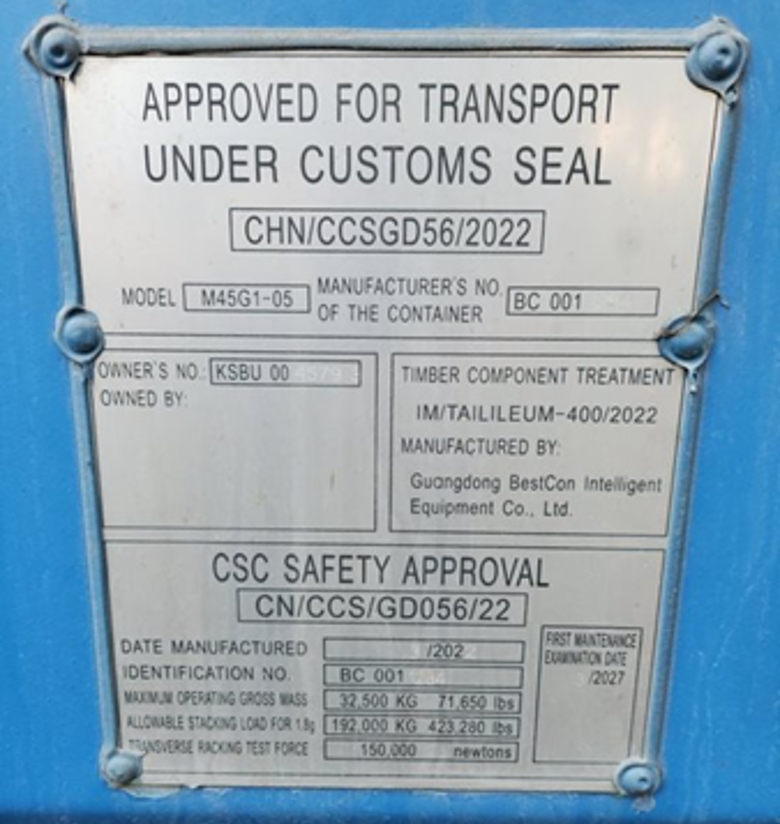 APPROVED FOR TRANSPORT
UNDER CUSTOMS SEAL
CHN/CCSGD56/2022
MODEL M45G1-05
MANUFACTURER'S NO.
OF THE CONTAINER
BC 001
OWNER'S NO.: KSBU 00
OWNED BY:
TIMBER COMPONENT TREATMENT
IM/TAILILEUM-400/2022
MANUFACTURED BY:
Guangdong BestCon Intelligent
Equipment Co., Ltd.
CSC SAFETY APPROVAL
CN/CCS/GD056/22
DATE MANUFACTURED /2022
IDENTIFICATION NO. BC 001
MAXIMUM OPERATING GROSS MASS 32,500 KG 71,650 lbs
ALLOWABLE STACKING LOAD FOR 1.8g 192,000 KG 423,280 lbs
TRANSVERSE RACKING TEST FORCE 150,000 newtons
FIRST MAINTENANCE
EXAMINATION DATE
/2027